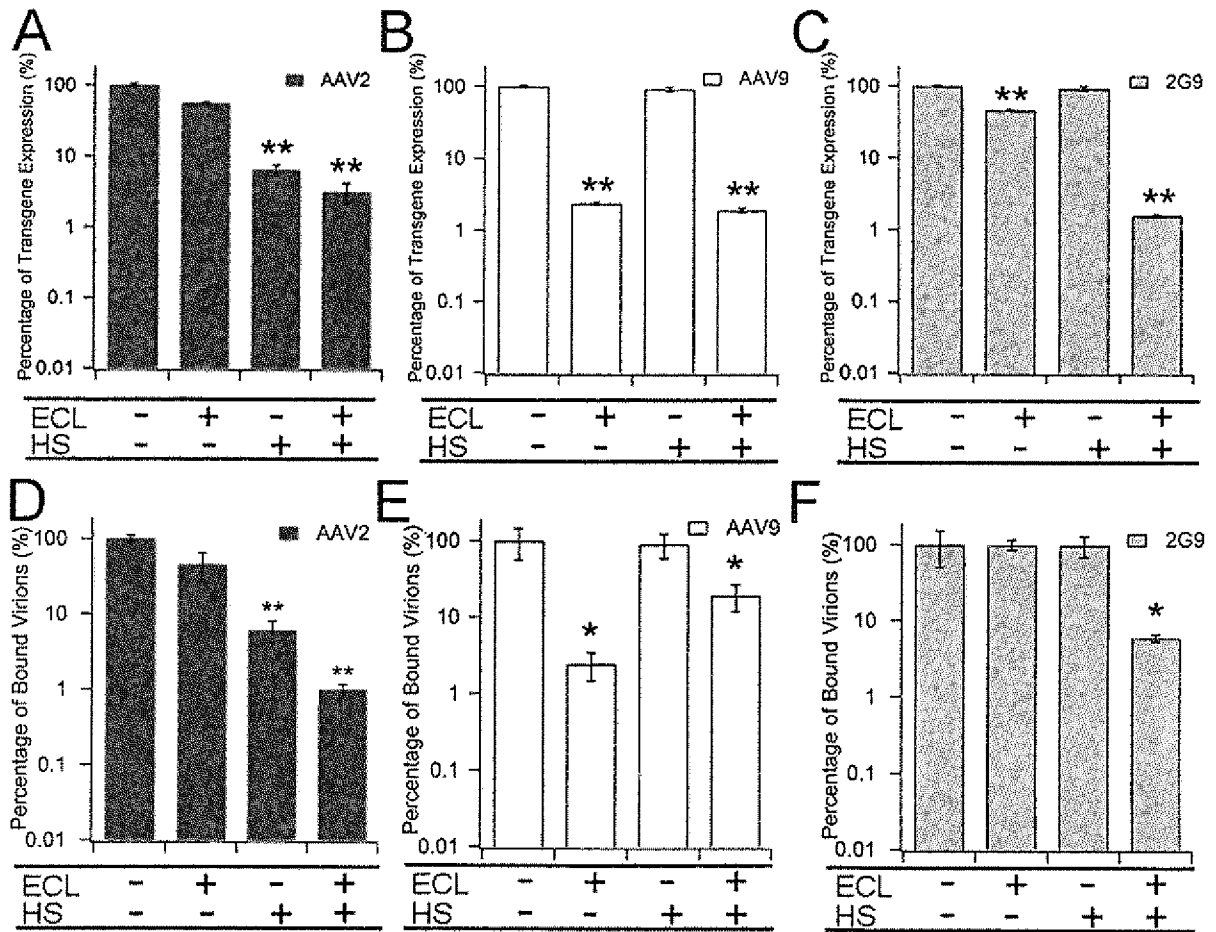 A
Percentage of Transgene Expression (%)
100
10
1
0.1
0.01
AAV2
**
**
ECL - + - +
HS - - + +
B
Percentage of Transgene Expression (%)
100
10
1
0.1
0.01
AAV9
**
**
ECL - + - +
HS - - + +
C
Percentage of Transgene Expression (%)
100
10
1
0.1
0.01
2G9
**
**
ECL - + - +
HS - - + +
D
Percentage of Bound Virions (%)
100
10
1
0.1
0.01
AAV2
**
**
ECL - + - +
HS - - + +
E
Percentage of Bound Virions (%)
100
10
1
0.1
0.01
AAV9
*
*
ECL - + - +
HS - - + +
F
Percentage of Bound Virions (%)
100
10
1
0.1
0.01
2G9
*
ECL - + - +
HS - - + +